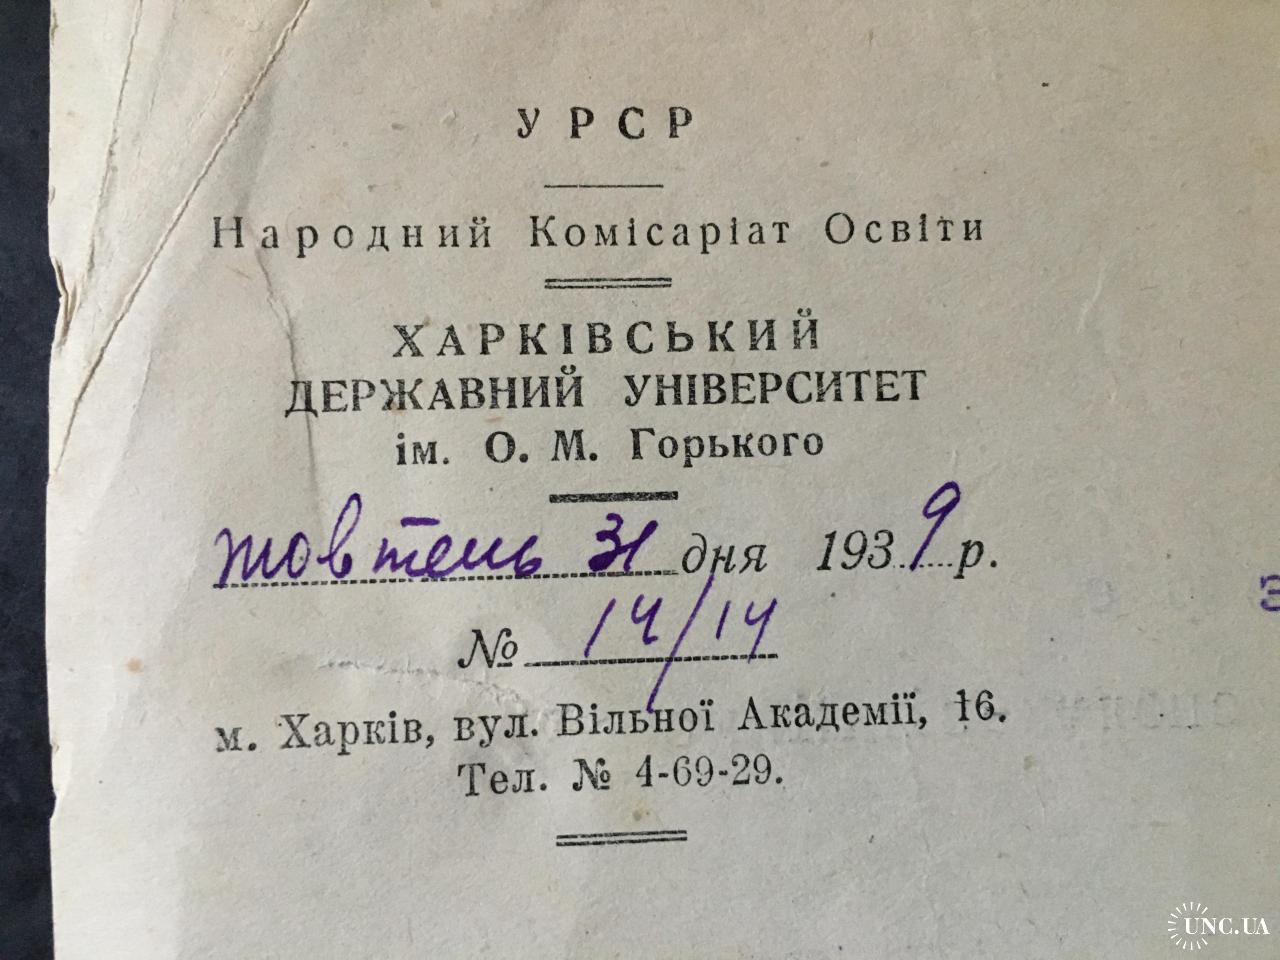 УРСР
Народний Комісаріат Освіти
ХАРКІВСЬКИЙ
ДЕРЖАВНИЙ УНІВЕРСИТЕТ
ім. О. М. Горького
жовтень 31 дня 1939 р.
№ 14/14
м. Харків, вул. Вільної Академії, 16.
Тел. № 4-69-29.
UNC.UA